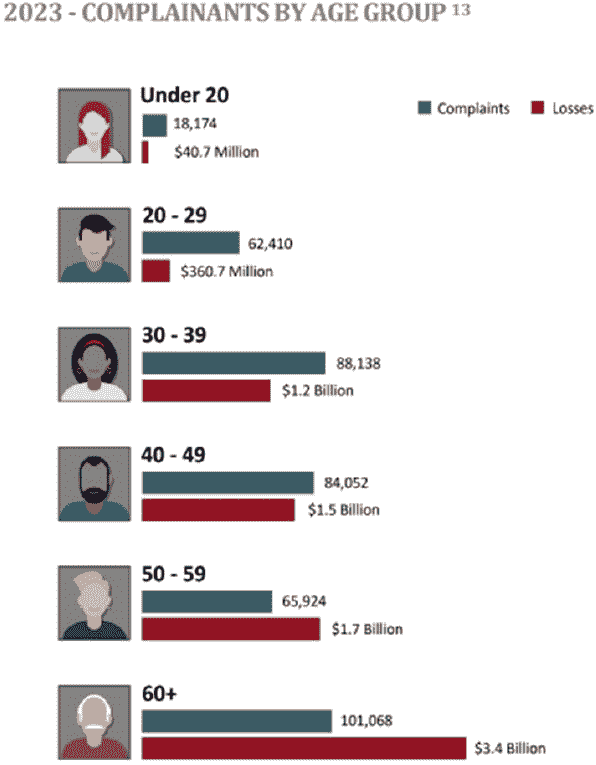 2023 - COMPLAINANTS BY AGE GROUP 13
Complaints Losses
Under 20
18,174
$40.7 Million
20 - 29
62,410
$360.7 Million
30 - 39
88,138
$1.2 Billion
40 - 49
84,052
$1.5 Billion
50 - 59
65,924
$1.7 Billion
60+
101,068
$3.4 Billion